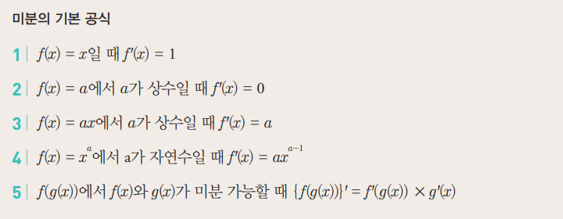 미분의 기본 공식
1 | f(x) = x일 때 f′(x) = 1
2 | f(x) = a에서 a가 상수일 때 f′(x) = 0
3 | f(x) = ax에서 a가 상수일 때 f′(x) = a
4 | f(x) = x^a에서 a가 자연수일 때 f′(x) = ax^(a−1)
5 | f(g(x))에서 f(x)와 g(x)가 미분 가능할 때 {f(g(x))}′ = f′(g(x)) × g′(x)